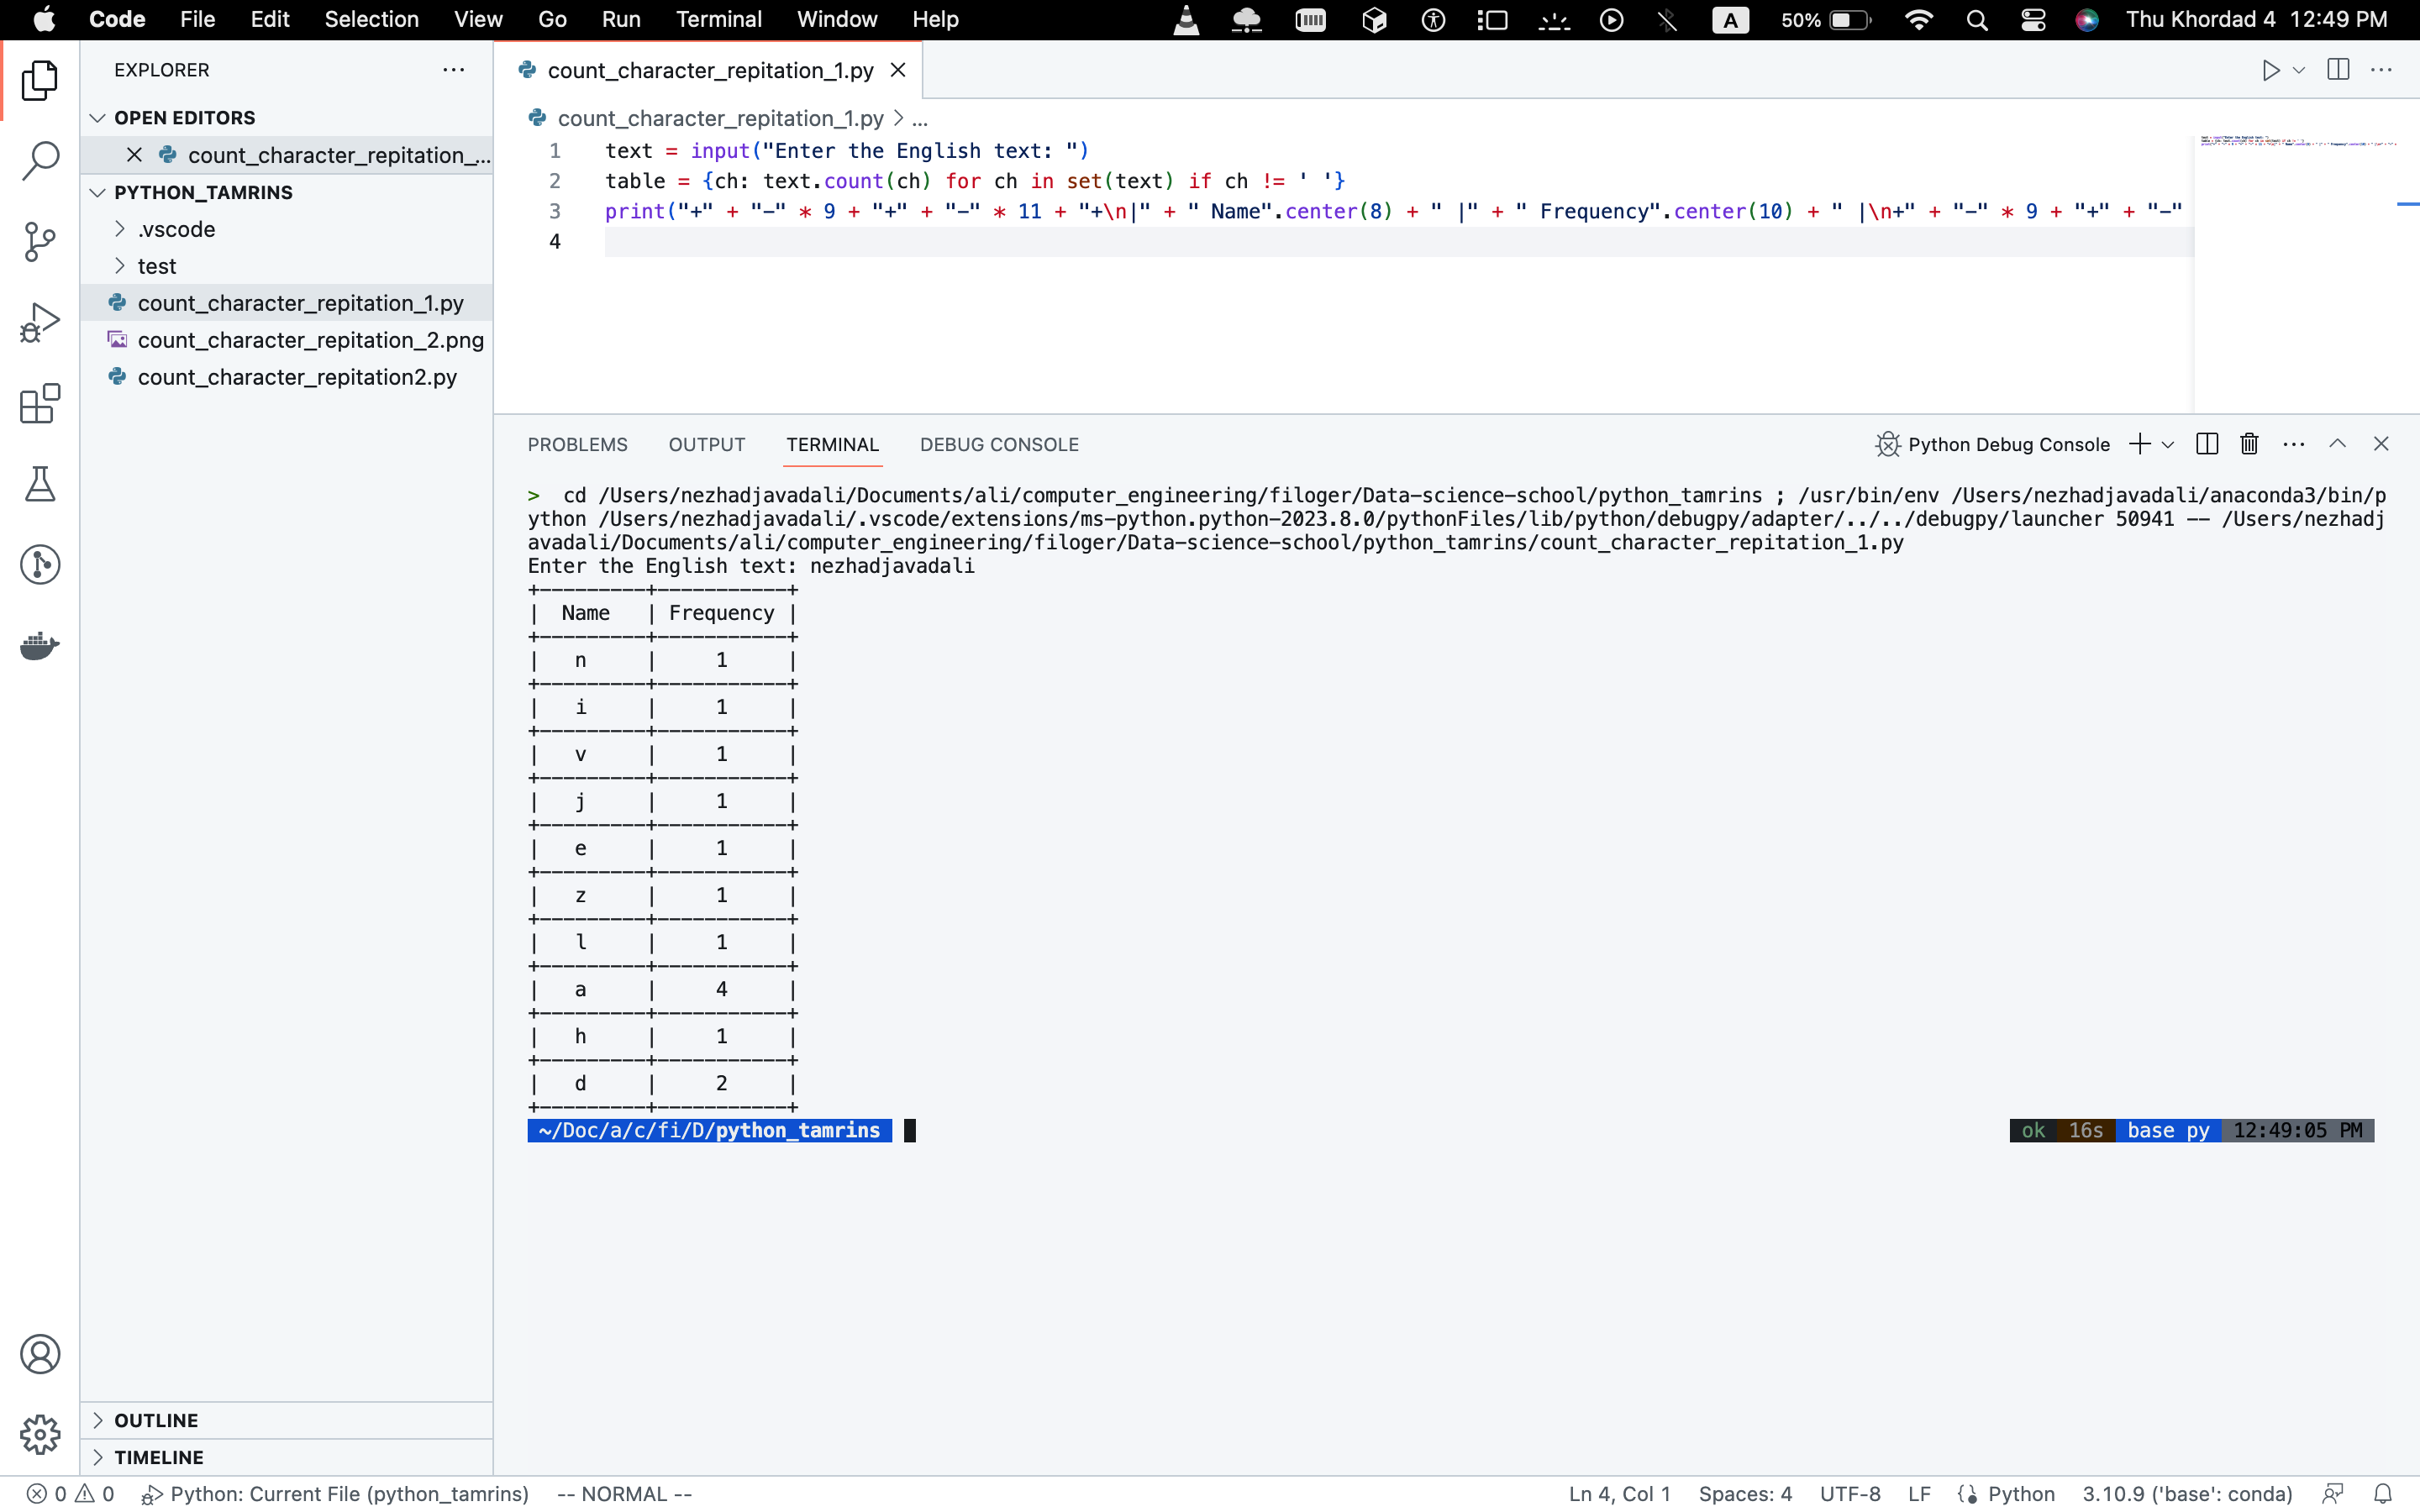 Code File Edit Selection View Go Run Terminal Window Help A 50% Thu Khordad 4 12:49 PM
EXPLORER
OPEN EDITORS
count_character_repitation_...
PYTHON_TAMRINS
.vscode
test
count_character_repitation_1.py
count_character_repitation_2.png
count_character_repitation2.py
OUTLINE
TIMELINE
count_character_repitation_1.py
count_character_repitation_1.py > ...
1 text = input("Enter the English text: ")
2 table = {ch: text.count(ch) for ch in set(text) if ch != ' '}
3 print("+" + "-" * 9 + "+" + "-" * 11 + "+\n|" + " Name".center(8) + " |" + " Frequency".center(10) + " |\n+" + "-" * 9 + "+" + "-"
4
PROBLEMS OUTPUT TERMINAL DEBUG CONSOLE Python Debug Console
> cd /Users/nezhadjavadali/Documents/ali/computer_engineering/filoger/Data-science-school/python_tamrins ; /usr/bin/env /Users/nezhadjavadali/anaconda3/bin/p
ython /Users/nezhadjavadali/.vscode/extensions/ms-python.python-2023.8.0/pythonFiles/lib/python/debugpy/adapter/../../debugpy/launcher 50941 -- /Users/nezhadj
avadali/Documents/ali/computer_engineering/filoger/Data-science-school/python_tamrins/count_character_repitation_1.py
Enter the English text: nezhadjavadali
+---------+-----------+
|  Name   | Frequency |
+---------+-----------+
|   n     |     1     |
+---------+-----------+
|   i     |     1     |
+---------+-----------+
|   v     |     1     |
+---------+-----------+
|   j     |     1     |
+---------+-----------+
|   e     |     1     |
+---------+-----------+
|   z     |     1     |
+---------+-----------+
|   l     |     1     |
+---------+-----------+
|   a     |     4     |
+---------+-----------+
|   h     |     1     |
+---------+-----------+
|   d     |     2     |
+---------+-----------+
~/Doc/a/c/fi/D/python_tamrins ok 16s base py 12:49:05 PM
0 0 Python: Current File (python_tamrins) -- NORMAL -- Ln 4, Col 1 Spaces: 4 UTF-8 LF Python 3.10.9 ('base': conda)